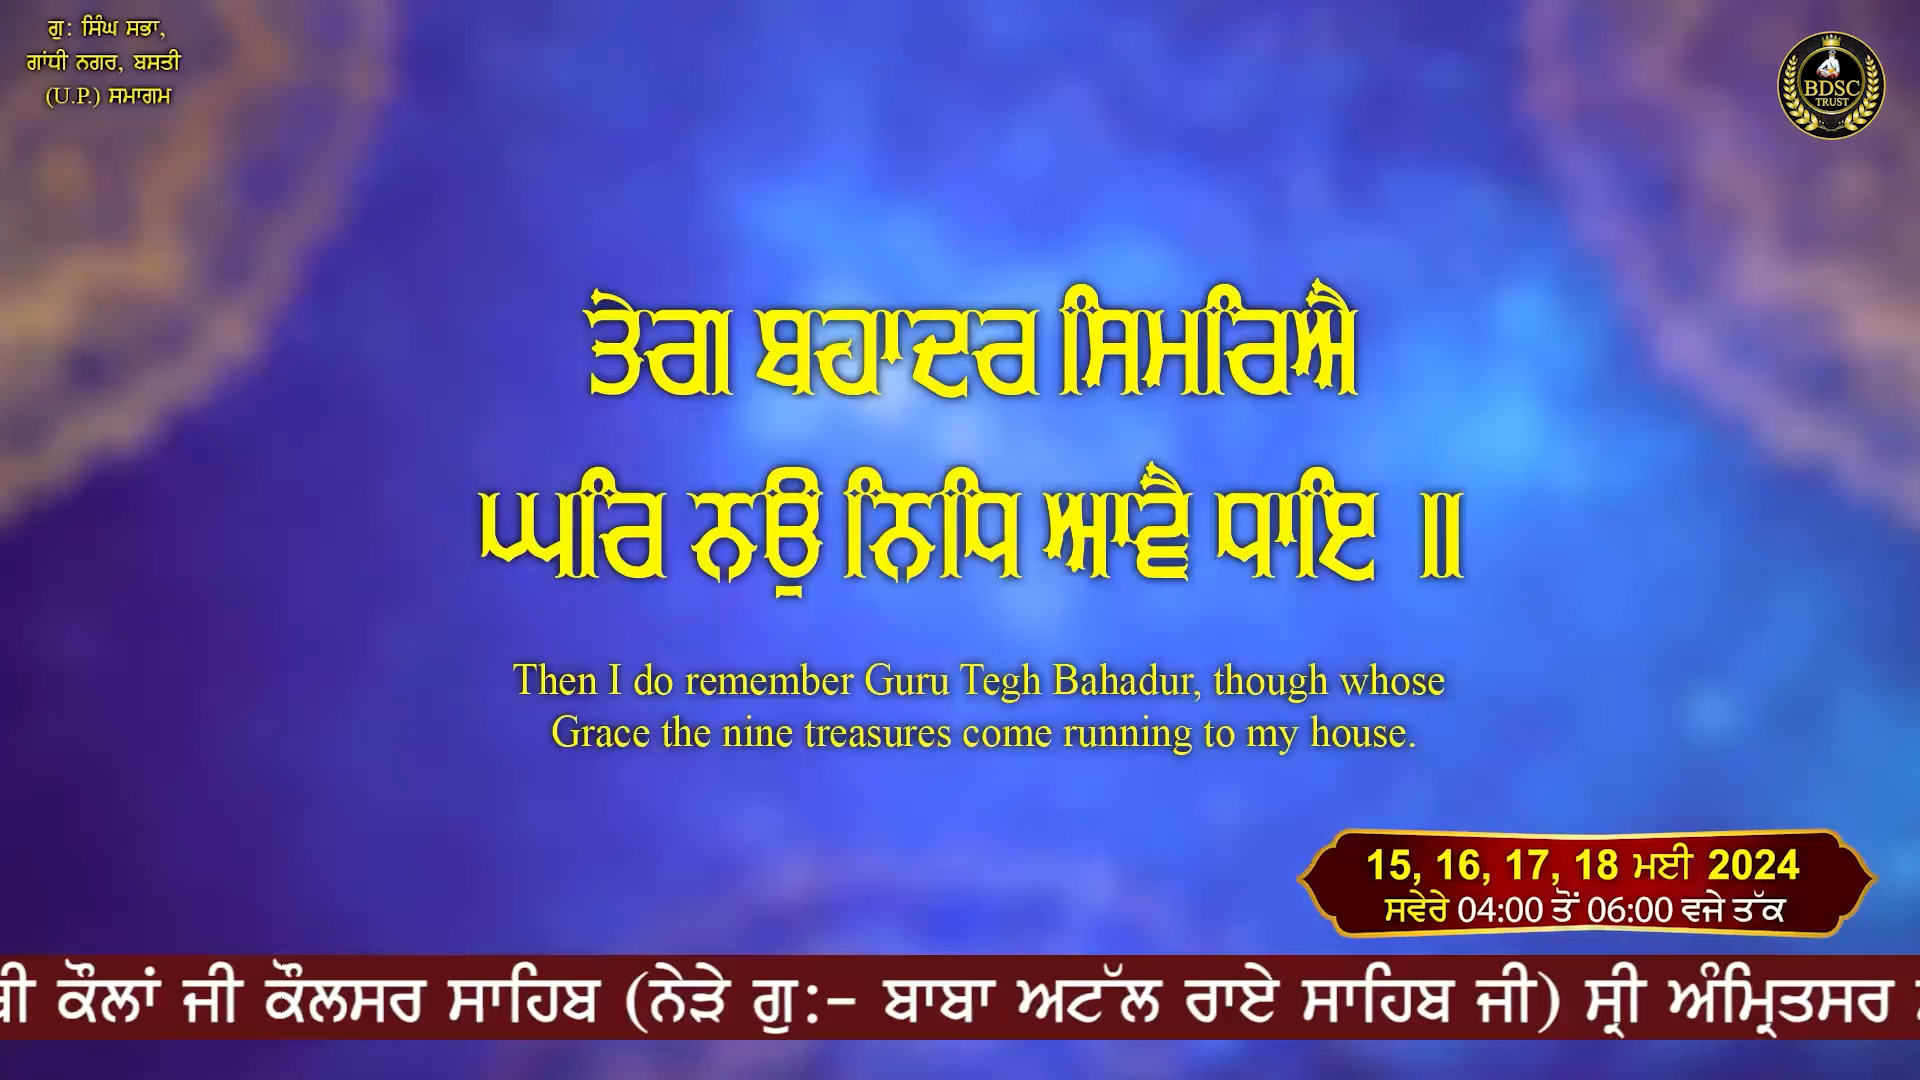 ਗੁ: ਸਿੰਘ ਸਭਾ,
ਗਾਂਧੀ ਨਗਰ, ਬਸਤੀ
(U.P.) ਸਮਾਗਮ
BDSC
TRUST
ਤੇਗ ਬਹਾਦਰ ਸਿਮਰਿਐ
ਘਰਿ ਨਉ ਨਿਧਿ ਆਵੈ ਧਾਇ ॥
Then I do remember Guru Tegh Bahadur, though whose
Grace the nine treasures come running to my house.
15, 16, 17, 18 ਮਈ 2024
ਸਵੇਰੇ 04:00 ਤੋਂ 06:00 ਵਜੇ ਤੱਕ
ਕੌਲਾਂ ਜੀ ਕੌਲਸਰ ਸਾਹਿਬ (ਨੇੜੇ ਗੁ:- ਬਾਬਾ ਅਟੱਲ ਰਾਏ ਸਾਹਿਬ ਜੀ) ਸ੍ਰੀ ਅੰਮ੍ਰਿਤਸਰ